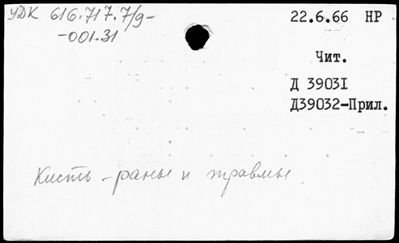 УДК 616.717.7/9-
-001.31
22.6.66 НР
Чит.
Д 39031
Д39032-Прил.
Кисть - раны и травмы